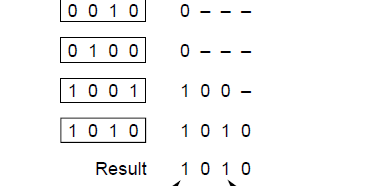 0 0 1 0 0 – – –
0 1 0 0 0 – – –
1 0 0 1 1 0 0 –
1 0 1 0 1 0 1 0
Result 1 0 1 0